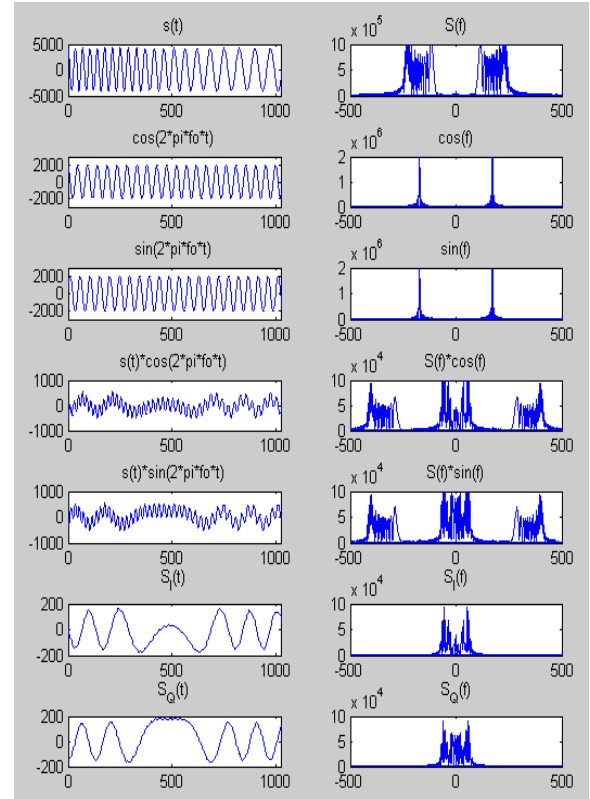 s(t) S(f)
x 10^5
5000 10
0 5
-5000 0
0 500 1000 -500 0 500
cos(2*pi*fo*t) cos(f)
x 10^6
2000 2
0 1
-2000 0
0 500 1000 -500 0 500
sin(2*pi*fo*t) sin(f)
x 10^6
2000 2
0 1
-2000 0
0 500 1000 -500 0 500
s(t)*cos(2*pi*fo*t) S(f)*cos(f)
x 10^4
1000 10
0 5
-1000 0
0 500 1000 -500 0 500
s(t)*sin(2*pi*fo*t) S(f)*sin(f)
x 10^4
1000 10
0 5
-1000 0
0 500 1000 -500 0 500
S_I(t) S_I(f)
x 10^4
200 10
0 5
-200 0
0 500 1000 -500 0 500
S_Q(t) S_Q(f)
x 10^4
200 10
0 5
-200 0
0 500 1000 -500 0 500